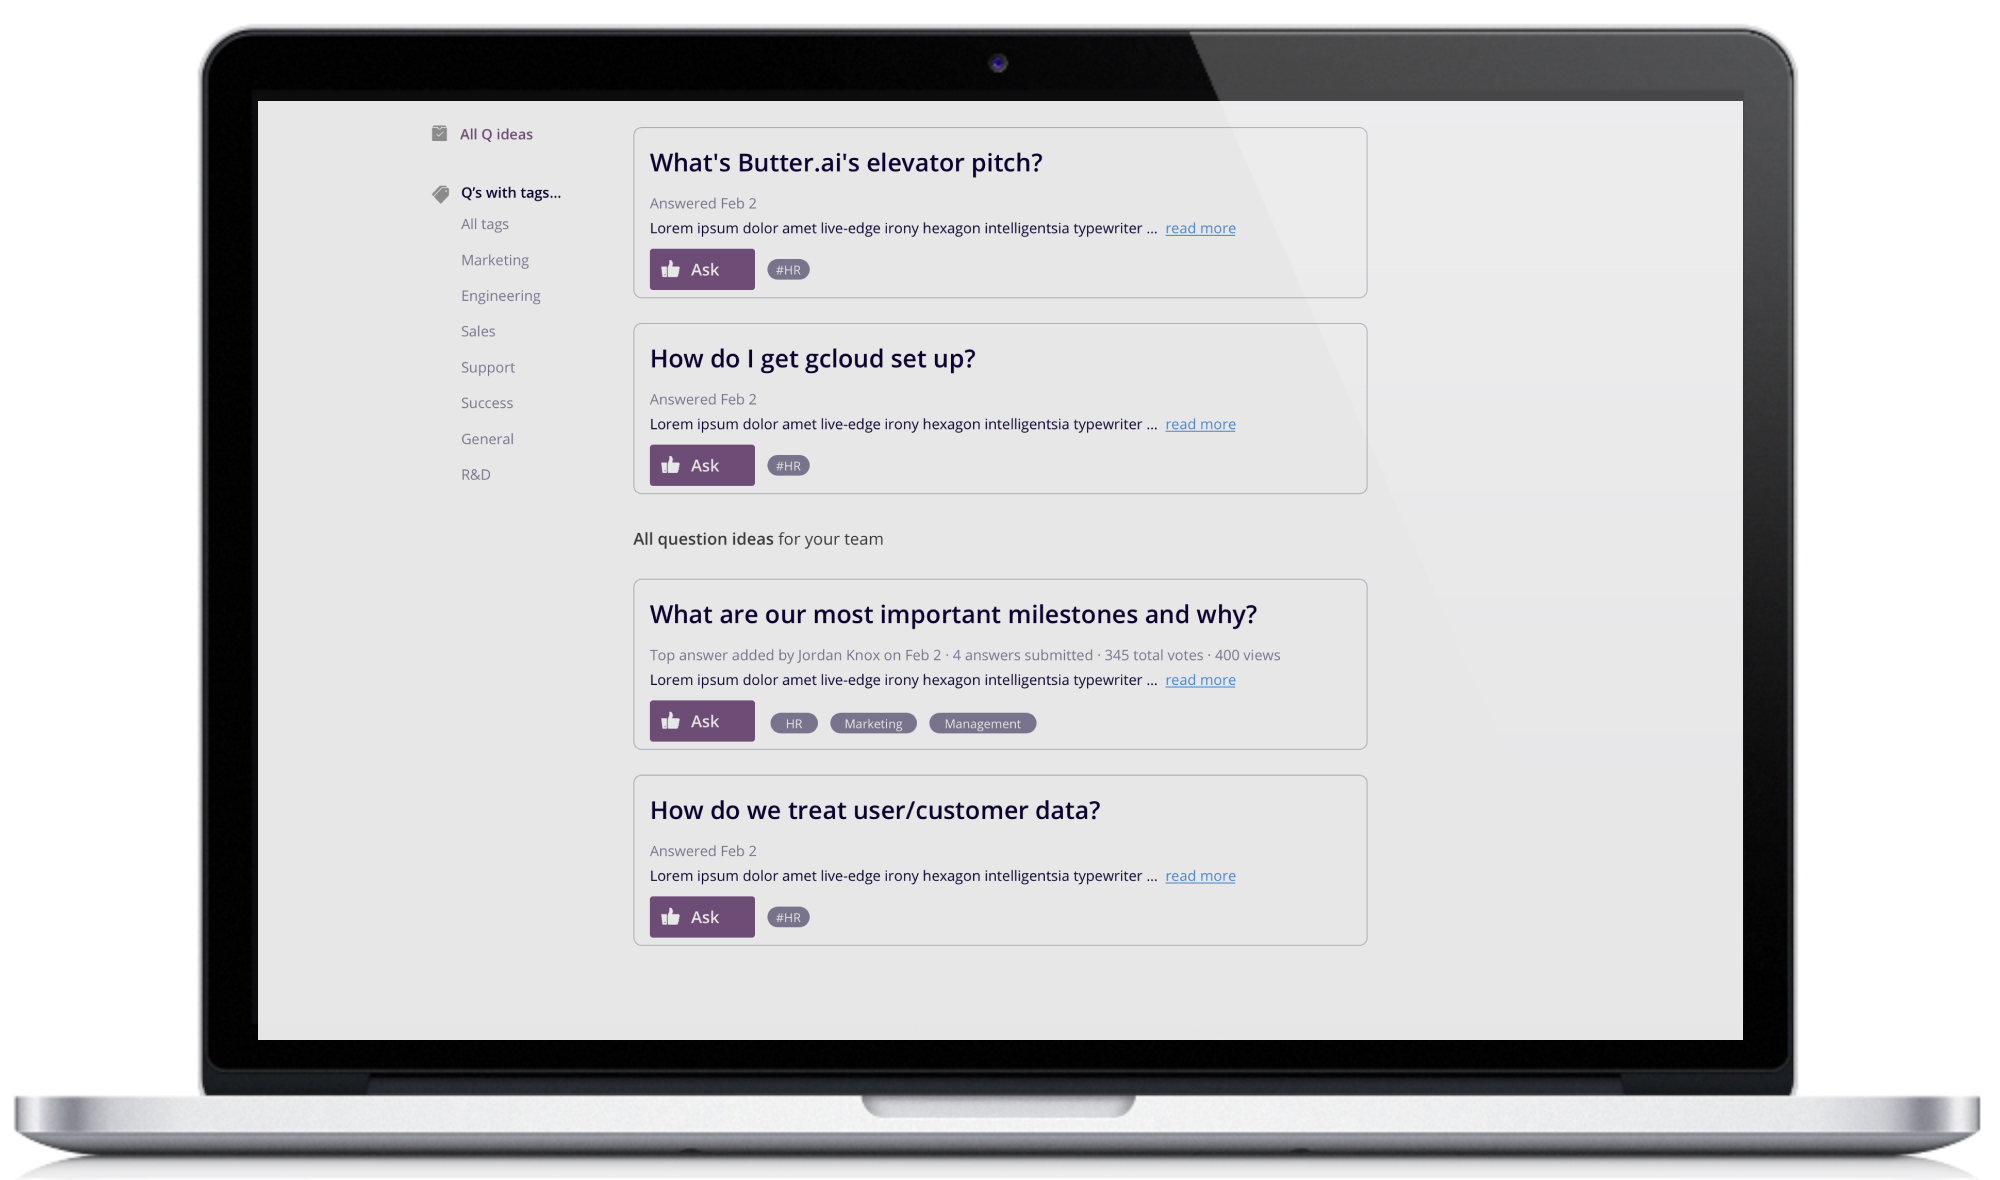 All Q ideas
Q’s with tags...
All tags
Marketing
Engineering
Sales
Support
Success
General
R&D
What's Butter.ai's elevator pitch?
Answered Feb 2
Lorem ipsum dolor amet live-edge irony hexagon intelligentsia typewriter ... read more
Ask #HR
How do I get gcloud set up?
Answered Feb 2
Lorem ipsum dolor amet live-edge irony hexagon intelligentsia typewriter ... read more
Ask #HR
All question ideas for your team
What are our most important milestones and why?
Top answer added by Jordan Knox on Feb 2 · 4 answers submitted · 345 total votes · 400 views
Lorem ipsum dolor amet live-edge irony hexagon intelligentsia typewriter ... read more
Ask HR Marketing Management
How do we treat user/customer data?
Answered Feb 2
Lorem ipsum dolor amet live-edge irony hexagon intelligentsia typewriter ... read more
Ask #HR